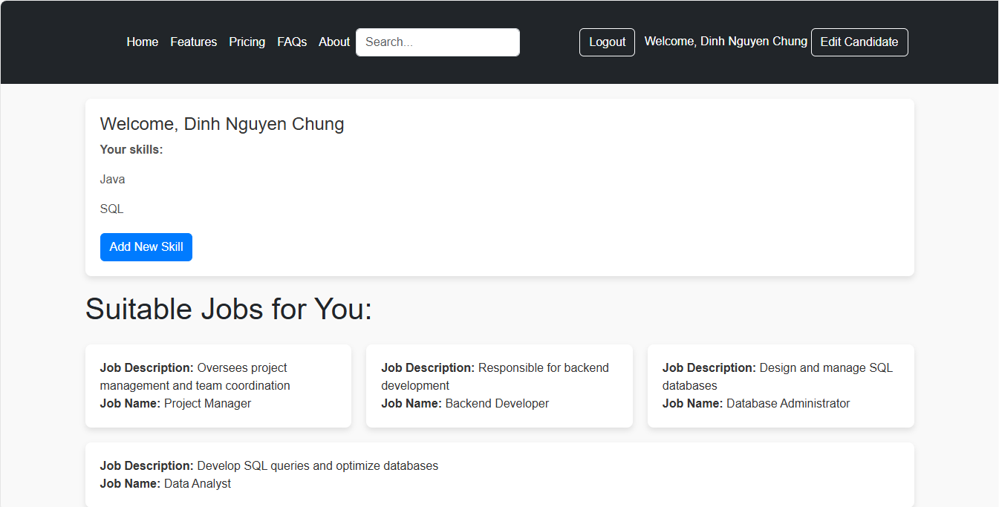 Home Features Pricing FAQs About Search... Logout Welcome, Dinh Nguyen Chung Edit Candidate
Welcome, Dinh Nguyen Chung
Your skills:
Java
SQL
Add New Skill
Suitable Jobs for You:
Job Description: Oversees project
management and team coordination
Job Name: Project Manager
Job Description: Responsible for backend
development
Job Name: Backend Developer
Job Description: Design and manage SQL
databases
Job Name: Database Administrator
Job Description: Develop SQL queries and optimize databases
Job Name: Data Analyst